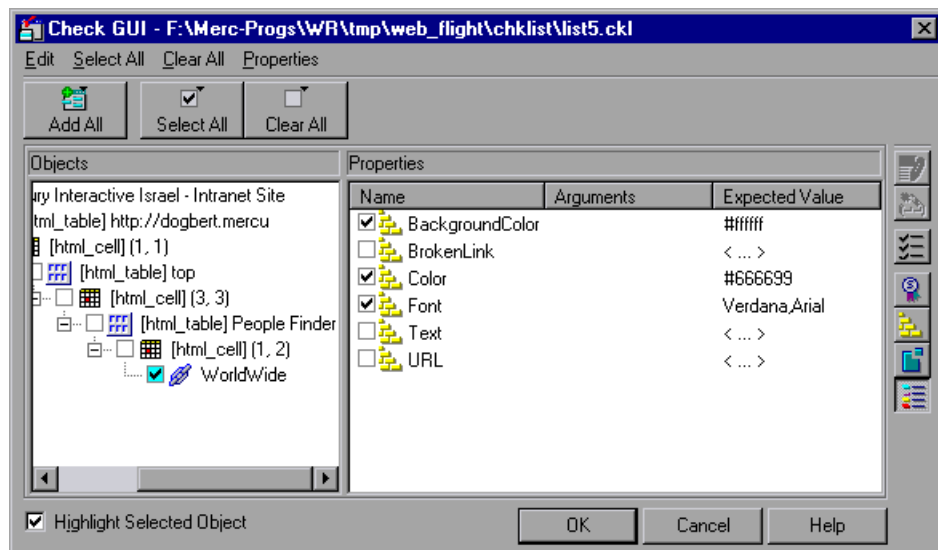 Check GUI - F:\Merc-Progs\WR\tmp\web_flight\chklist\list5.ckl
Edit Select All Clear All Properties
Add All Select All Clear All
Objects
ury Interactive Israel - Intranet Site
tml_table] http://dogbert.mercu
[html_cell] (1, 1)
[html_table] top
[html_cell] (3, 3)
[html_table] People Finder
[html_cell] (1, 2)
WorldWide
Properties
Name Arguments Expected Value
BackgroundColor #ffffff
BrokenLink < ... >
Color #666699
Font Verdana,Arial
Text < ... >
URL < ... >
Highlight Selected Object
OK Cancel Help